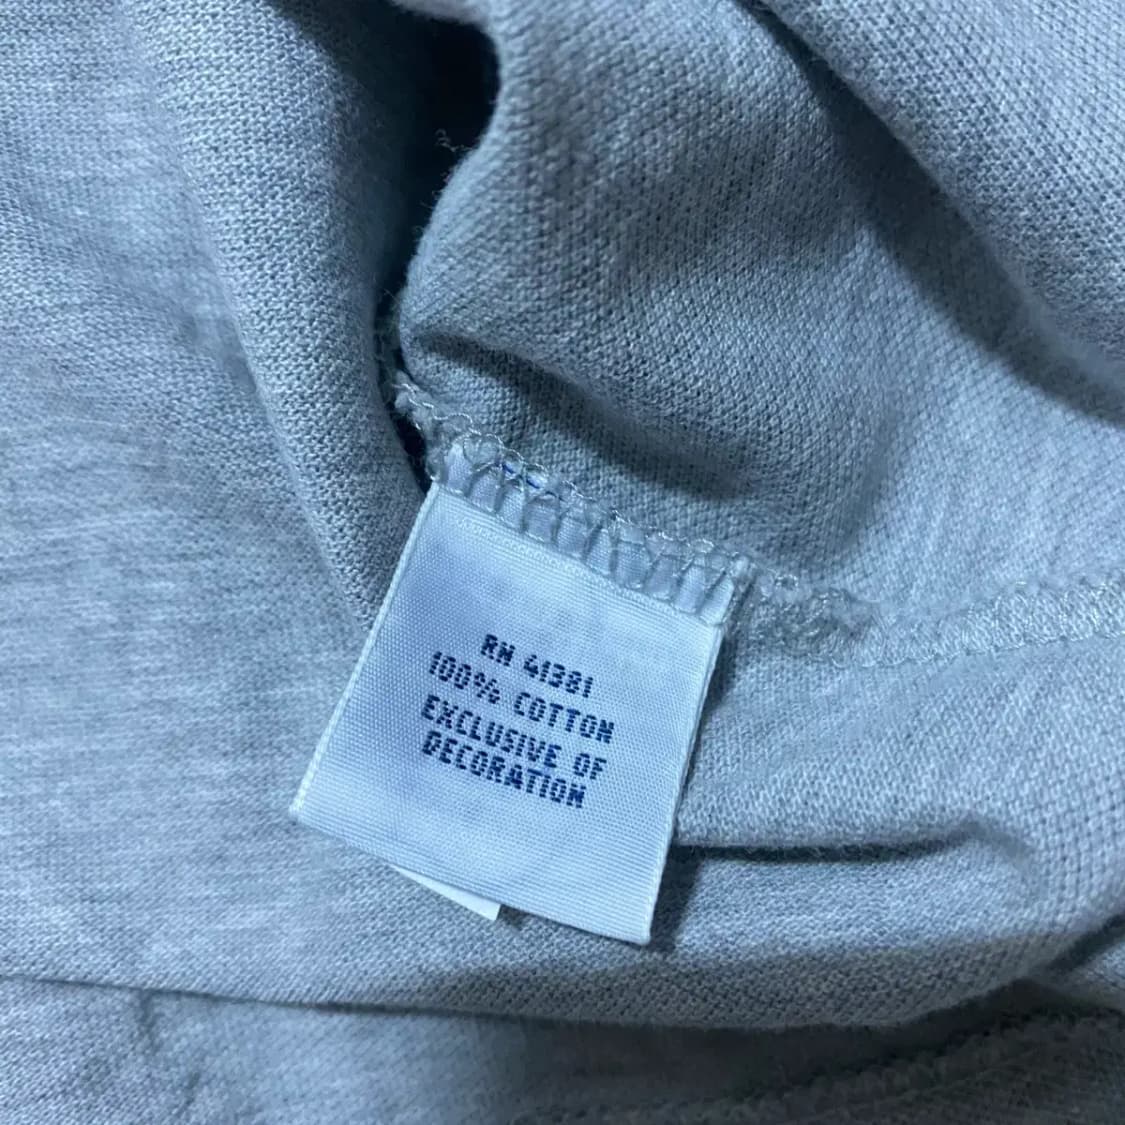 RN 41381
100% COTTON
EXCLUSIVE OF
DECORATION